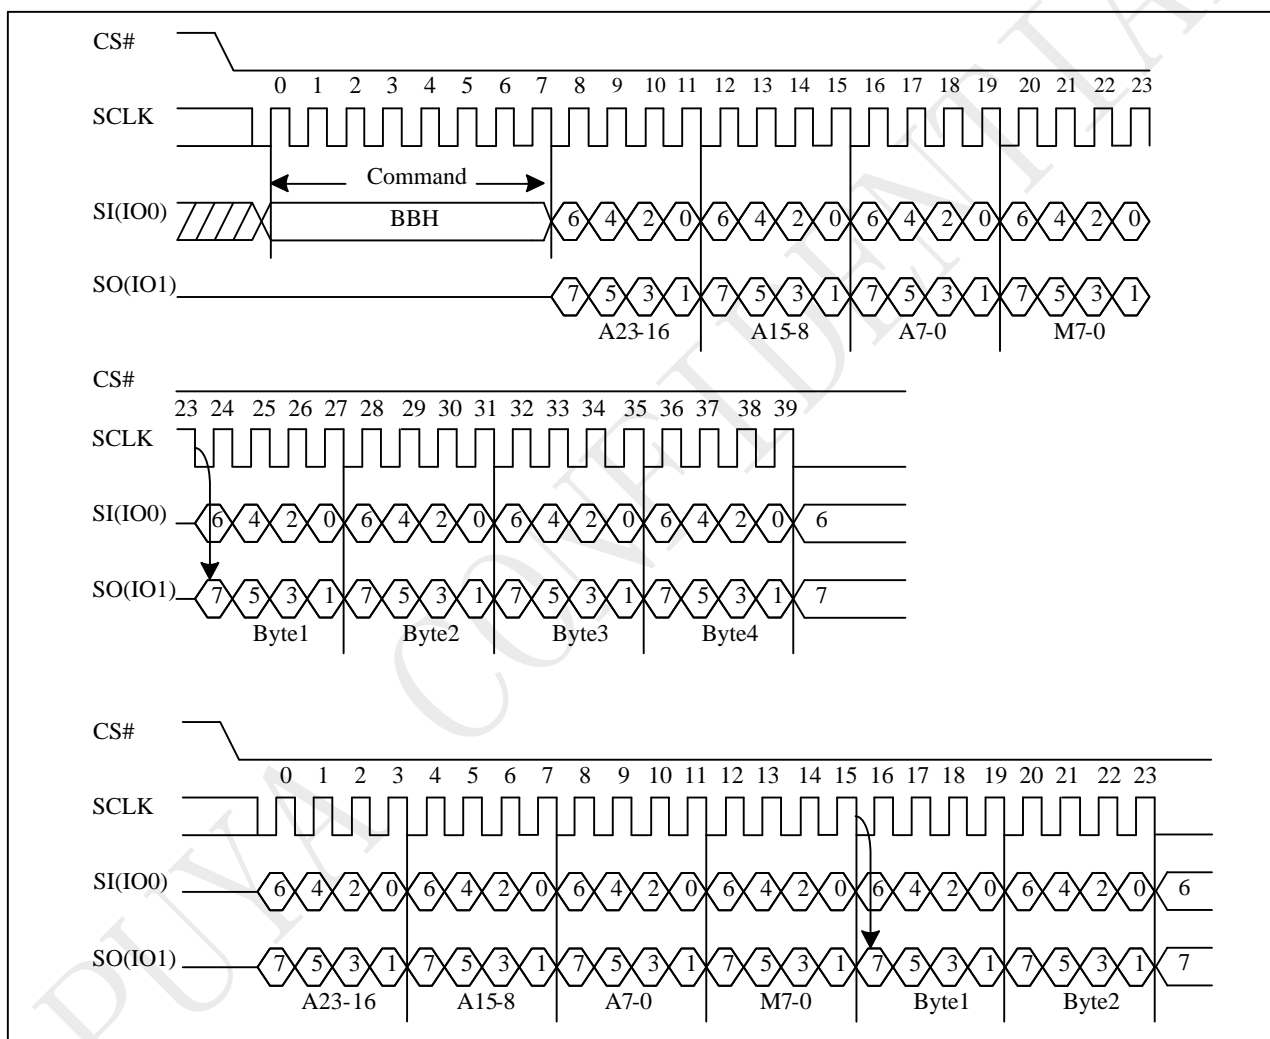 CS#
0 1 2 3 4 5 6 7 8 9 10 11 12 13 14 15 16 17 18 19 20 21 22 23
SCLK
Command
SI(IO0) BBH 6 4 2 0 6 4 2 0 6 4 2 0 6 4 2 0
SO(IO1) 7 5 3 1 7 5 3 1 7 5 3 1 7 5 3 1
A23-16 A15-8 A7-0 M7-0
CS#
23 24 25 26 27 28 29 30 31 32 33 34 35 36 37 38 39
SCLK
SI(IO0) 6 4 2 0 6 4 2 0 6 4 2 0 6 4 2 0 6
SO(IO1) 7 5 3 1 7 5 3 1 7 5 3 1 7 5 3 1 7
Byte1 Byte2 Byte3 Byte4
CS#
0 1 2 3 4 5 6 7 8 9 10 11 12 13 14 15 16 17 18 19 20 21 22 23
SCLK
SI(IO0) 6 4 2 0 6 4 2 0 6 4 2 0 6 4 2 0 6 4 2 0 6 4 2 0 6
SO(IO1) 7 5 3 1 7 5 3 1 7 5 3 1 7 5 3 1 7 5 3 1 7 5 3 1 7
A23-16 A15-8 A7-0 M7-0 Byte1 Byte2
PUYA CONFIDENTIAL